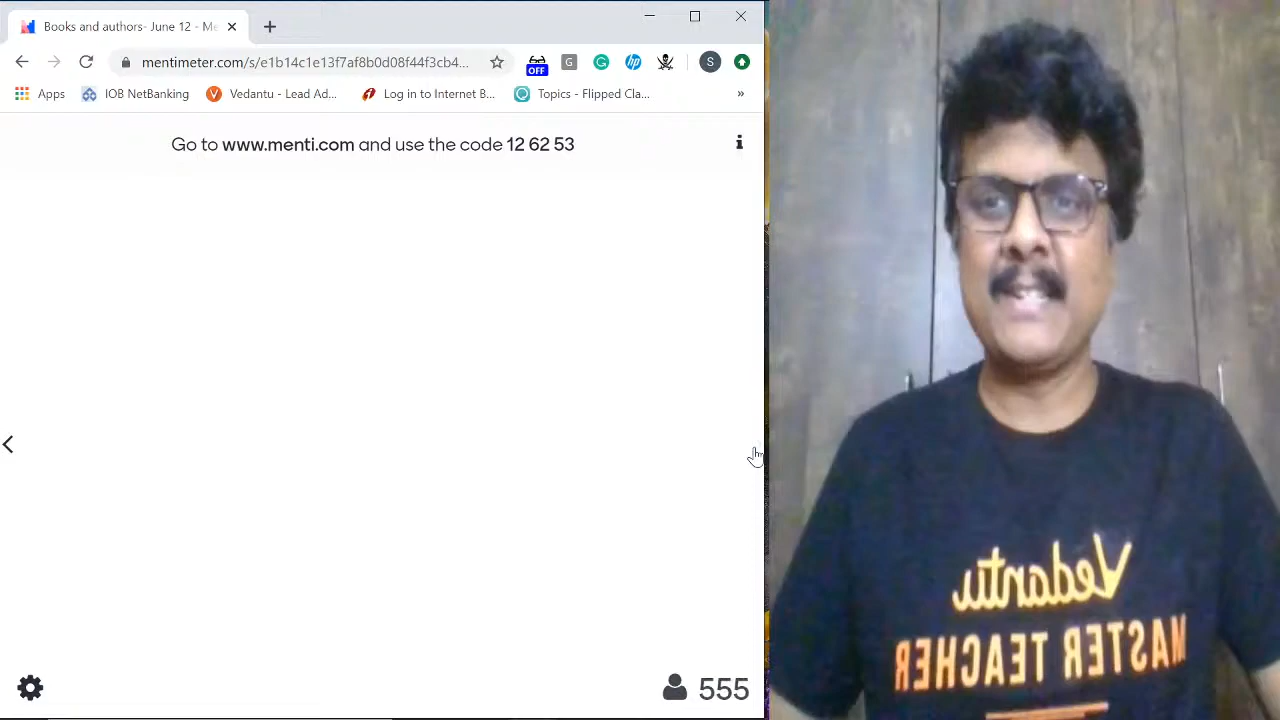 Books and authors- June 12 - Me
mentimeter.com/s/e1b14c1e13f7af8b0d08f44f3cb4...
OFF
G
G
hp
S
Apps
IOB NetBanking
Vedantu - Lead Ad...
Log in to Internet B...
Topics - Flipped Cla...
»
Go to www.menti.com and use the code 12 62 53
555
Vedantu
MASTER TEACHER